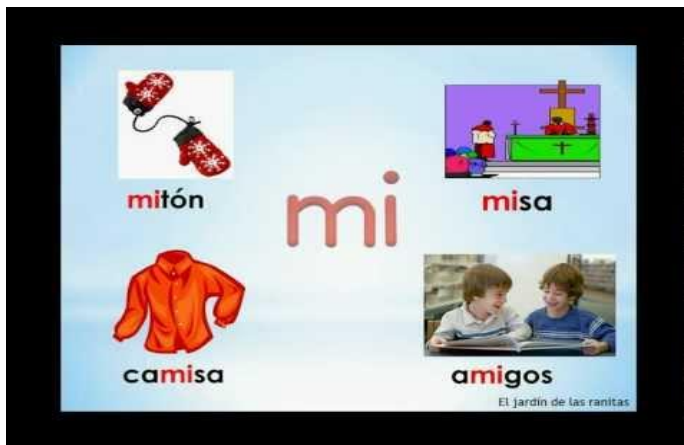 mitón
misa
mi
camisa
amigos
El jardín de las ranitas